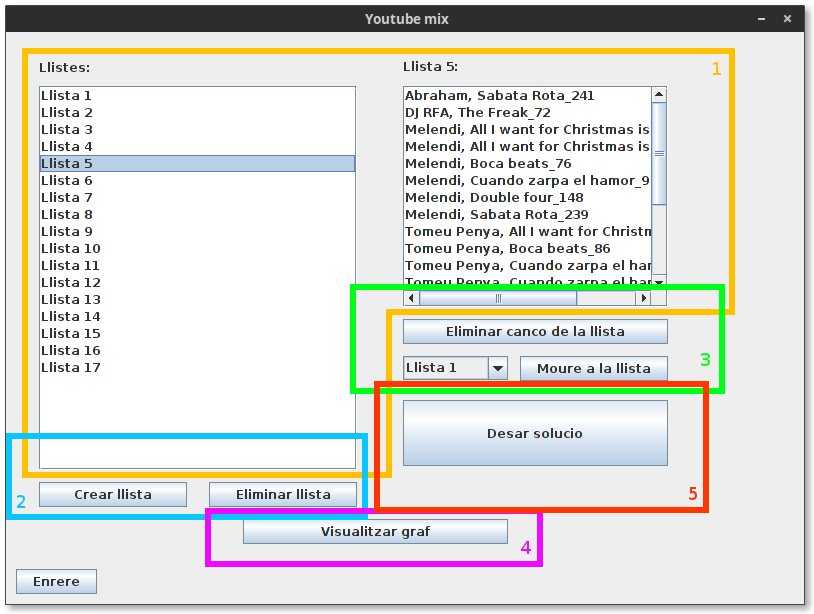 Youtube mix
Llistes:
Llista 1
Llista 2
Llista 3
Llista 4
Llista 5
Llista 6
Llista 7
Llista 8
Llista 9
Llista 10
Llista 11
Llista 12
Llista 13
Llista 14
Llista 15
Llista 16
Llista 17
Llista 5:
1
Abraham, Sabata Rota_241
DJ RFA, The Freak_72
Melendi, All I want for Christmas is
Melendi, All I want for Christmas is
Melendi, Boca beats_76
Melendi, Cuando zarpa el hamor_9
Melendi, Double four_148
Melendi, Sabata Rota_239
Tomeu Penya, All I want for Christm
Tomeu Penya, Boca beats_86
Tomeu Penya, Cuando zarpa el har
Tomeu Penya, Cuando zarpa el har
Eliminar canco de la llista
3
Llista 1
Moure a la llista
Desar solucio
5
2
Crear llista
Eliminar llista
Visualitzar graf
4
Enrere